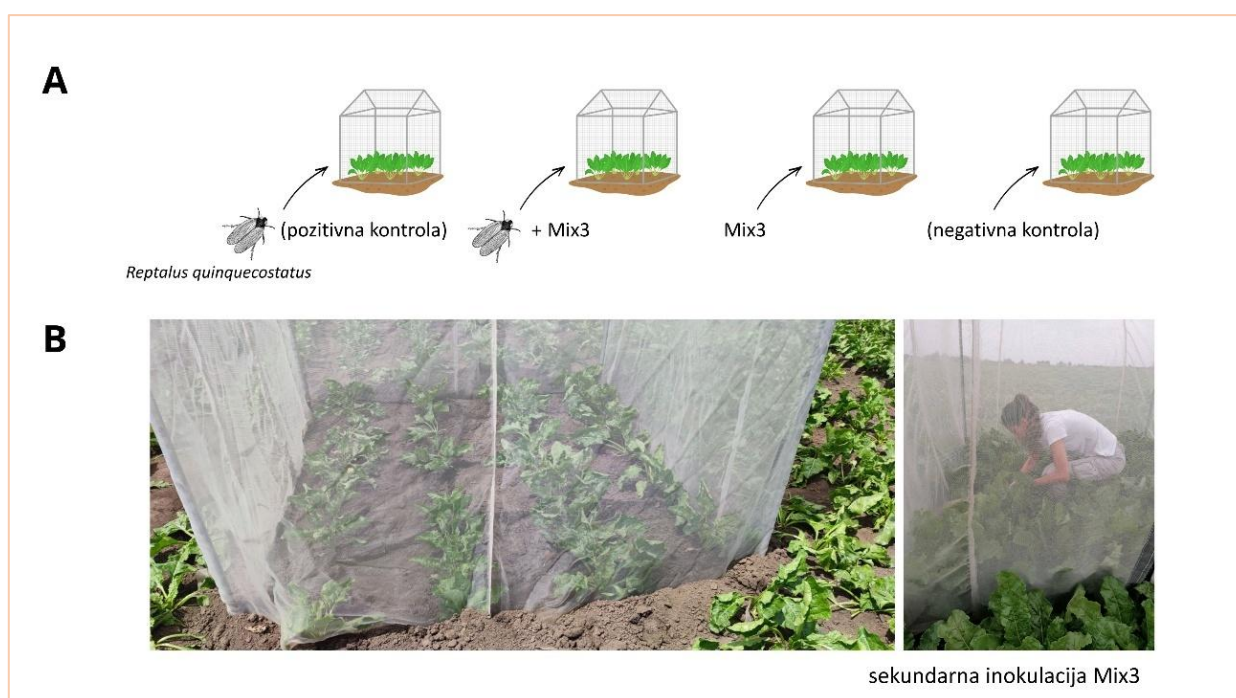 A
(pozitivna kontrola)
+ Mix3
Mix3
(negativna kontrola)
Reptalus quinquecostatus
B
sekundarna inokulacija Mix3